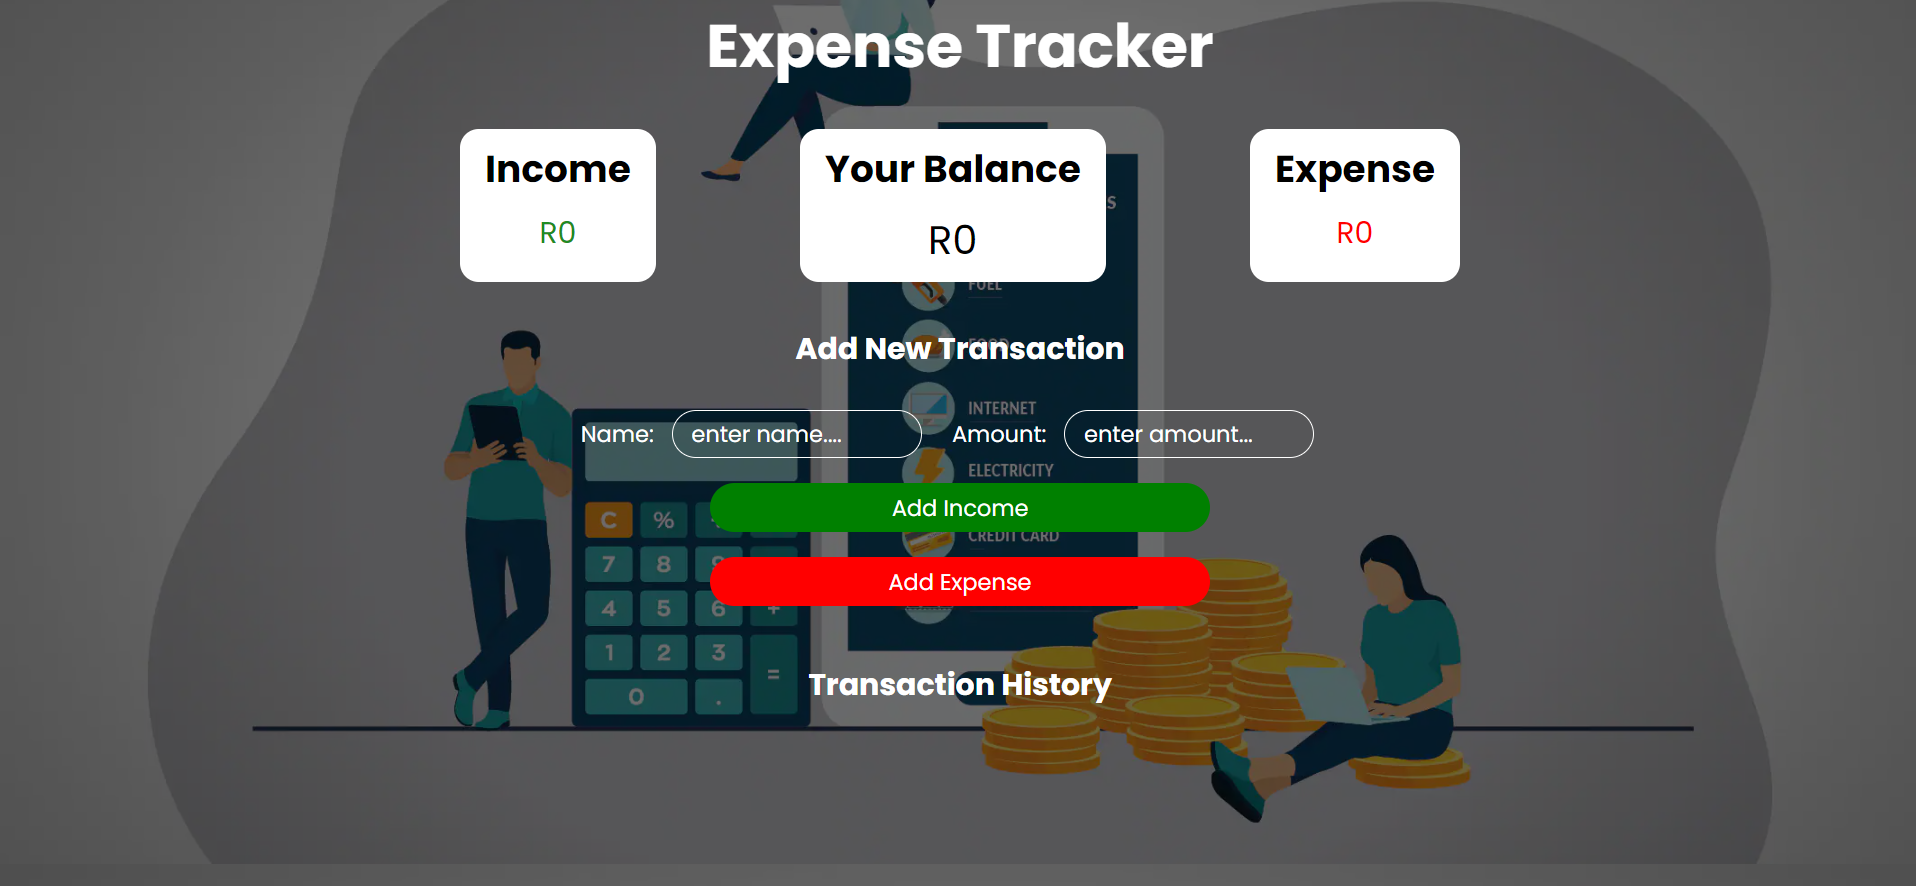 Expense Tracker
Income
Your Balance
Expense
R0
R0
R0
S
FUEL
Add New Transaction
INTERNET
Name:
enter name....
Amount:
enter amount...
ELECTRICITY
Add Income
C %
CREDIT CARD
7 8 9
Add Expense
4 5 6 +
1 2 3
=
0 .
Transaction History